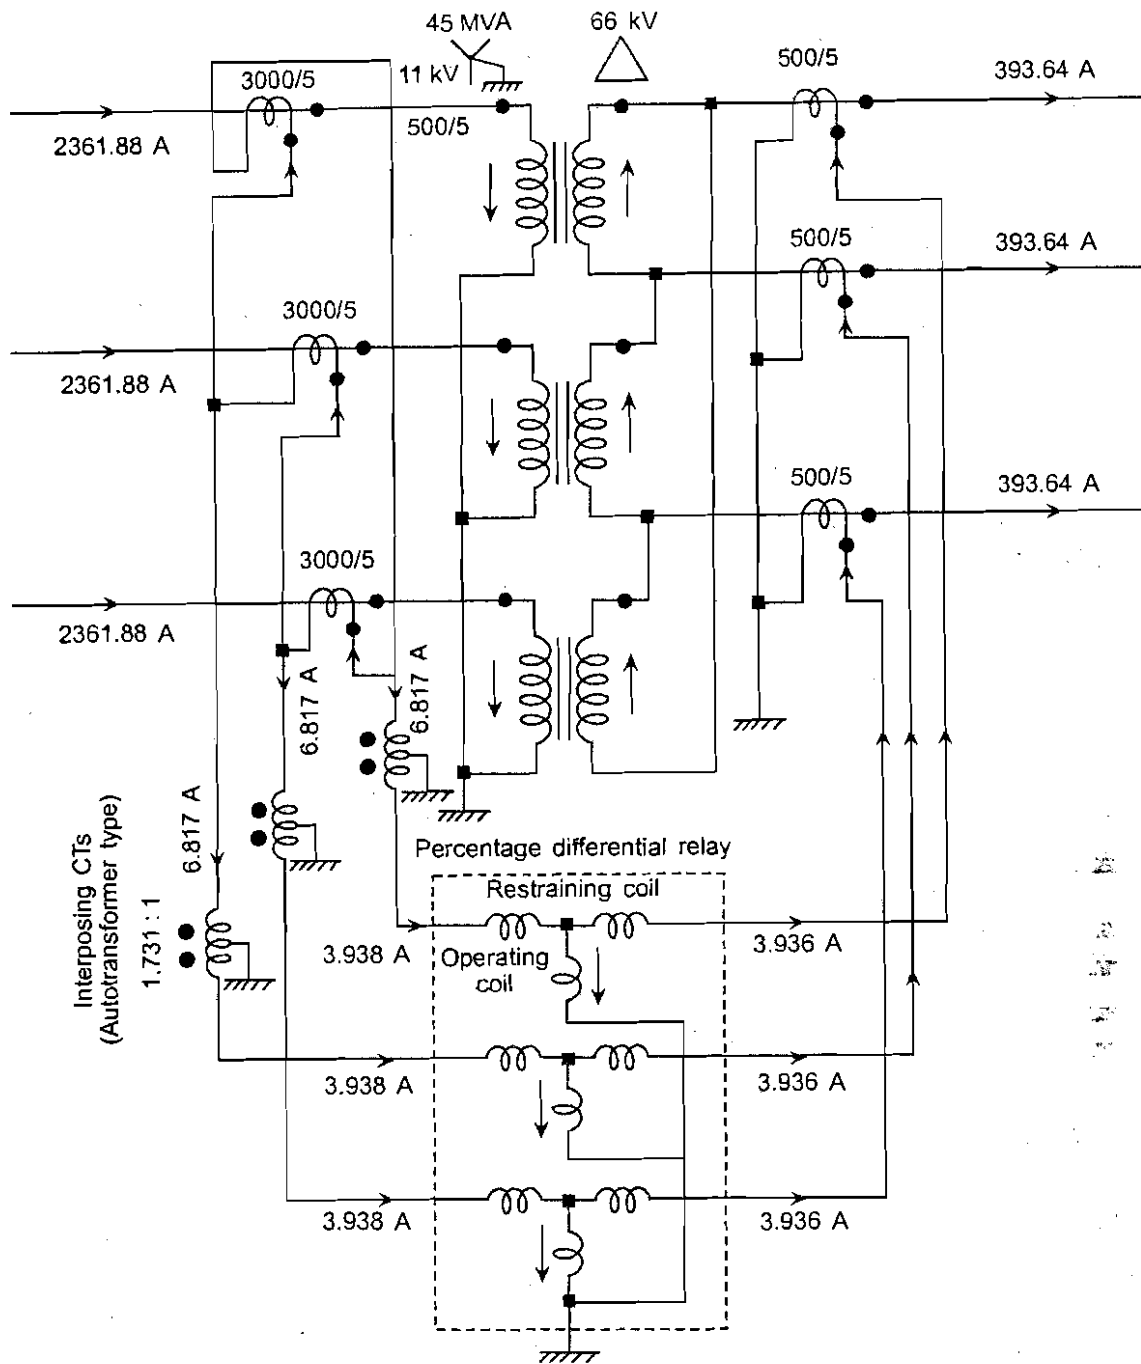 45 MVA
66 kV
11 kV
3000/5
500/5
500/5
393.64 A
2361.88 A
500/5
393.64 A
3000/5
2361.88 A
500/5
393.64 A
3000/5
2361.88 A
6.817 A
6.817 A
6.817 A
Interposing CTs
(Autotransformer type)
1.731 : 1
Percentage differential relay
Restraining coil
Operating
coil
3.938 A
3.936 A
3.938 A
3.936 A
3.938 A
3.936 A